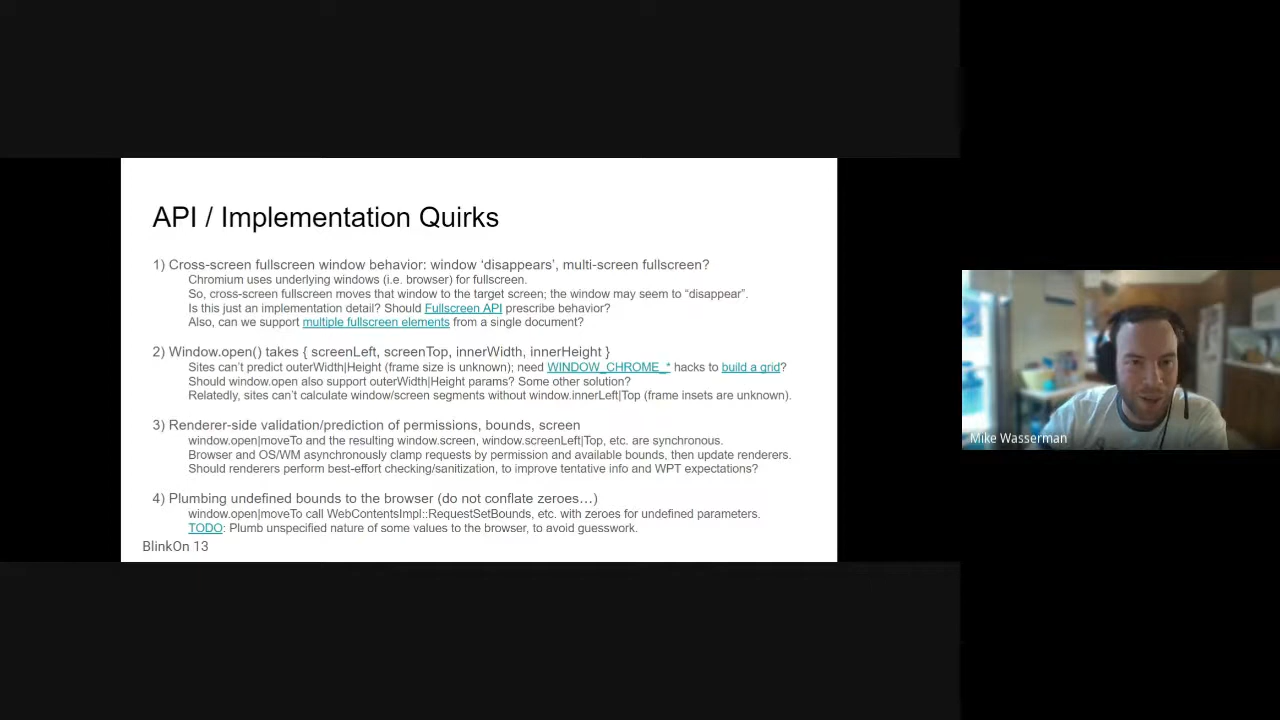 API / Implementation Quirks
1) Cross-screen fullscreen window behavior: window ‘disappears’, multi-screen fullscreen?
Chromium uses underlying windows (i.e. browser) for fullscreen.
So, cross-screen fullscreen moves that window to the target screen; the window may seem to “disappear”.
Is this just an implementation detail? Should Fullscreen API prescribe behavior?
Also, can we support multiple fullscreen elements from a single document?
2) Window.open() takes { screenLeft, screenTop, innerWidth, innerHeight }
Sites can’t predict outerWidth|Height (frame size is unknown); need WINDOW_CHROME_* hacks to build a grid?
Should window.open also support outerWidth|Height params? Some other solution?
Relatedly, sites can’t calculate window/screen segments without window.innerLeft|Top (frame insets are unknown).
3) Renderer-side validation/prediction of permissions, bounds, screen
window.open|moveTo and the resulting window.screen, window.screenLeft|Top, etc. are synchronous.
Browser and OS/WM asynchronously clamp requests by permission and available bounds, then update renderers.
Should renderers perform best-effort checking/sanitization, to improve tentative info and WPT expectations?
4) Plumbing undefined bounds to the browser (do not conflate zeroes…)
window.open|moveTo call WebContentsImpl::RequestSetBounds, etc. with zeroes for undefined parameters.
TODO: Plumb unspecified nature of some values to the browser, to avoid guesswork.
BlinkOn 13
Mike Wasserman